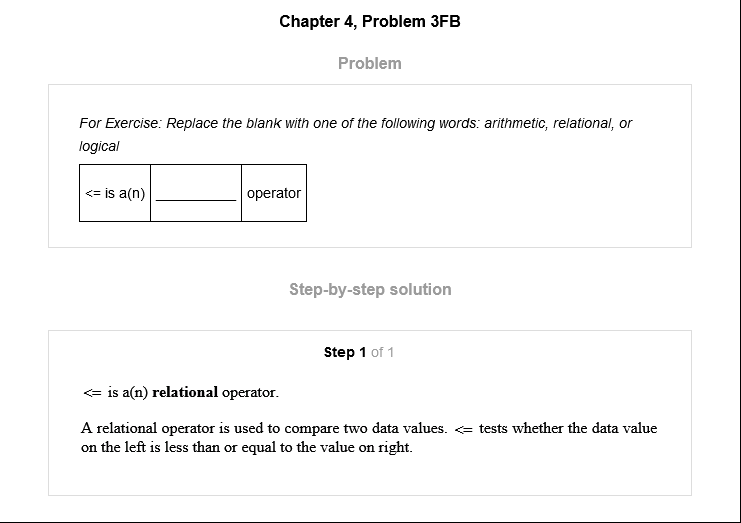 Chapter 4, Problem 3FB
Problem
For Exercise: Replace the blank with one of the following words: arithmetic, relational, or
logical
<= is a(n) ___________ operator
Step-by-step solution
Step 1 of 1
<= is a(n) relational operator.
A relational operator is used to compare two data values. <= tests whether the data value
on the left is less than or equal to the value on right.